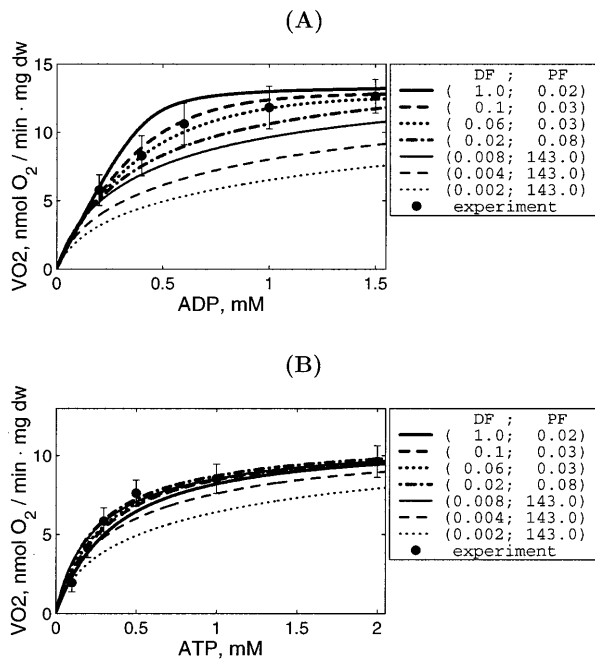 (A)
VO2, nmol O2 / min · mg dw
15
10
5
0
0 0.5 1 1.5
ADP, mM
DF ; PF
( 1.0; 0.02)
( 0.1; 0.03)
( 0.06; 0.03)
( 0.02; 0.08)
(0.008; 143.0)
(0.004; 143.0)
(0.002; 143.0)
experiment
(B)
VO2, nmol O2 / min · mg dw
10
5
0
0 0.5 1 1.5 2
ATP, mM
DF ; PF
( 1.0; 0.02)
( 0.1; 0.03)
( 0.06; 0.03)
( 0.02; 0.08)
(0.008; 143.0)
(0.004; 143.0)
(0.002; 143.0)
experiment